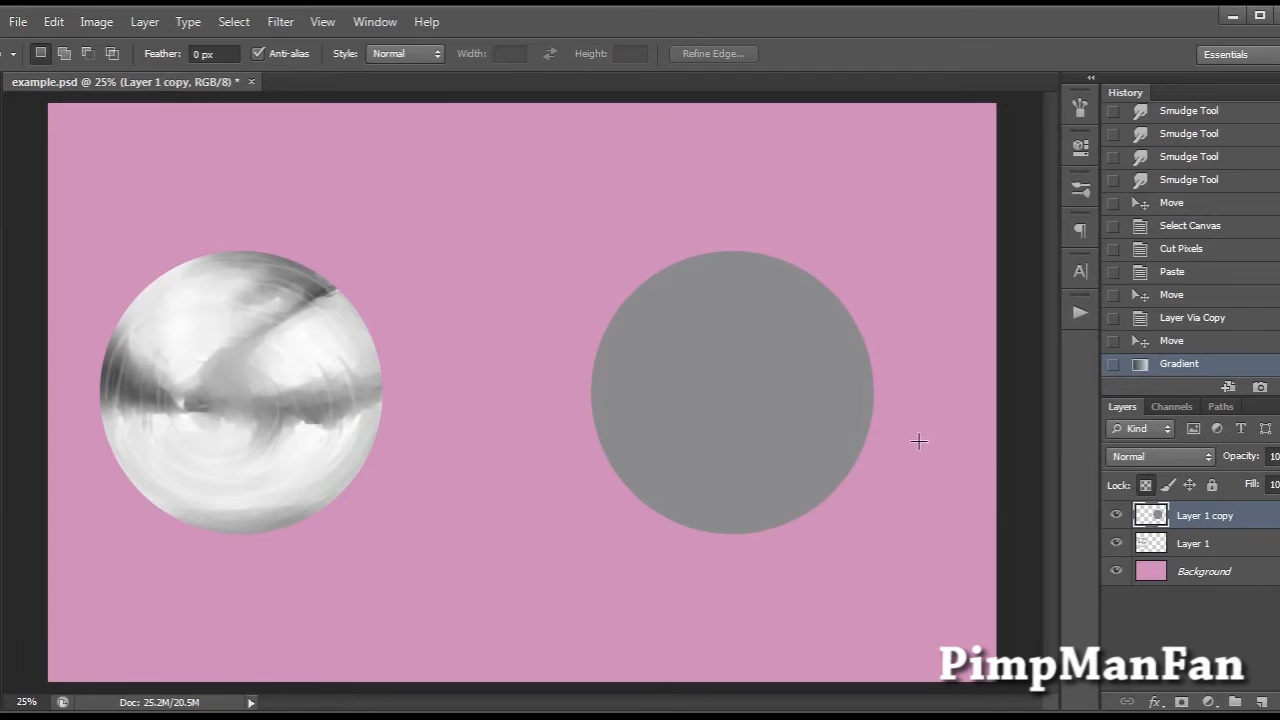 File Edit Image Layer Type Select Filter View Window Help
Feather: 0 px Anti-alias Style: Normal Width: Height: Refine Edge... Essentials
example.psd @ 25% (Layer 1 copy, RGB/8) * ×
History
Smudge Tool
Smudge Tool
Smudge Tool
Smudge Tool
Move
Select Canvas
Cut Pixels
Paste
Move
Layer Via Copy
Move
Gradient
Layers Channels Paths
Kind T
Normal Opacity: 10
Lock: Fill: 10
Layer 1 copy
Layer 1
Background
PimpManFan
25% Doc: 25.2M/20.5M fx.